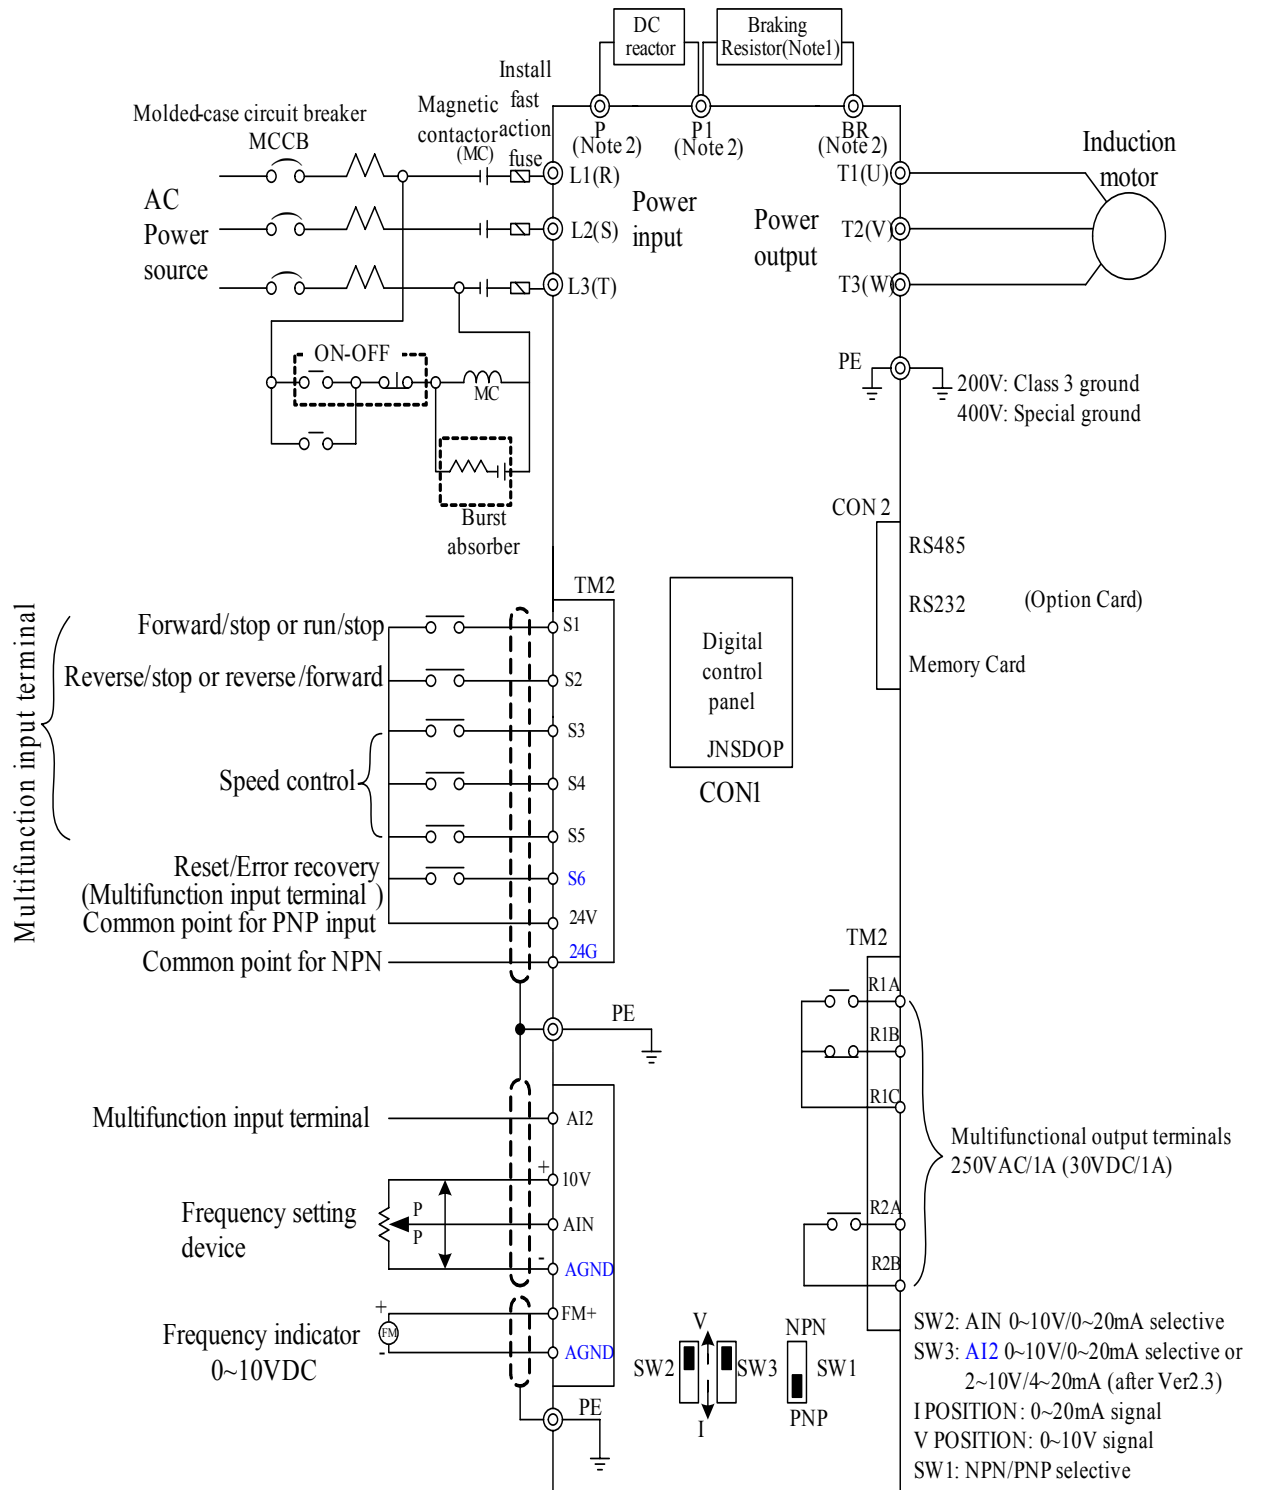 DC
reactor
Braking
Resistor(Note1)
Install
fast
action
fuse
Magnetic
contactor
(MC)
Molded-case circuit breaker
MCCB
P
(Note 2)
P1
(Note 2)
BR
(Note 2)
AC
Power
source
L1(R)
L2(S)
L3(T)
Power
input
Power
output
T1(U)
T2(V)
T3(W)
Induction
motor
PE
200V: Class 3 ground
400V: Special ground
ON-OFF
MC
Burst
absorber
CON 2
RS485
RS232
(Option Card)
Memory Card
TM2
Multifunction input terminal
Forward/stop or run/stop
S1
Reverse/stop or reverse/forward
S2
S3
Speed control
S4
S5
Reset/Error recovery
(Multifunction input terminal )
S6
Common point for PNP input
24V
Common point for NPN
24G
Digital
control
panel
JNSDOP
CON1
PE
TM2
R1A
R1B
R1C
R2A
R2B
Multifunctional output terminals
250VAC/1A (30VDC/1A)
Multifunction input terminal
AI2
+
10V
Frequency setting
device
P
P
AIN
-
AGND
+
FM+
Frequency indicator
0~10VDC
FM
-
AGND
PE
V
SW2
SW3
I
NPN
SW1
PNP
SW2: AIN 0~10V/0~20mA selective
SW3: AI2 0~10V/0~20mA selective or
2~10V/4~20mA (after Ver2.3)
I POSITION: 0~20mA signal
V POSITION: 0~10V signal
SW1: NPN/PNP selective